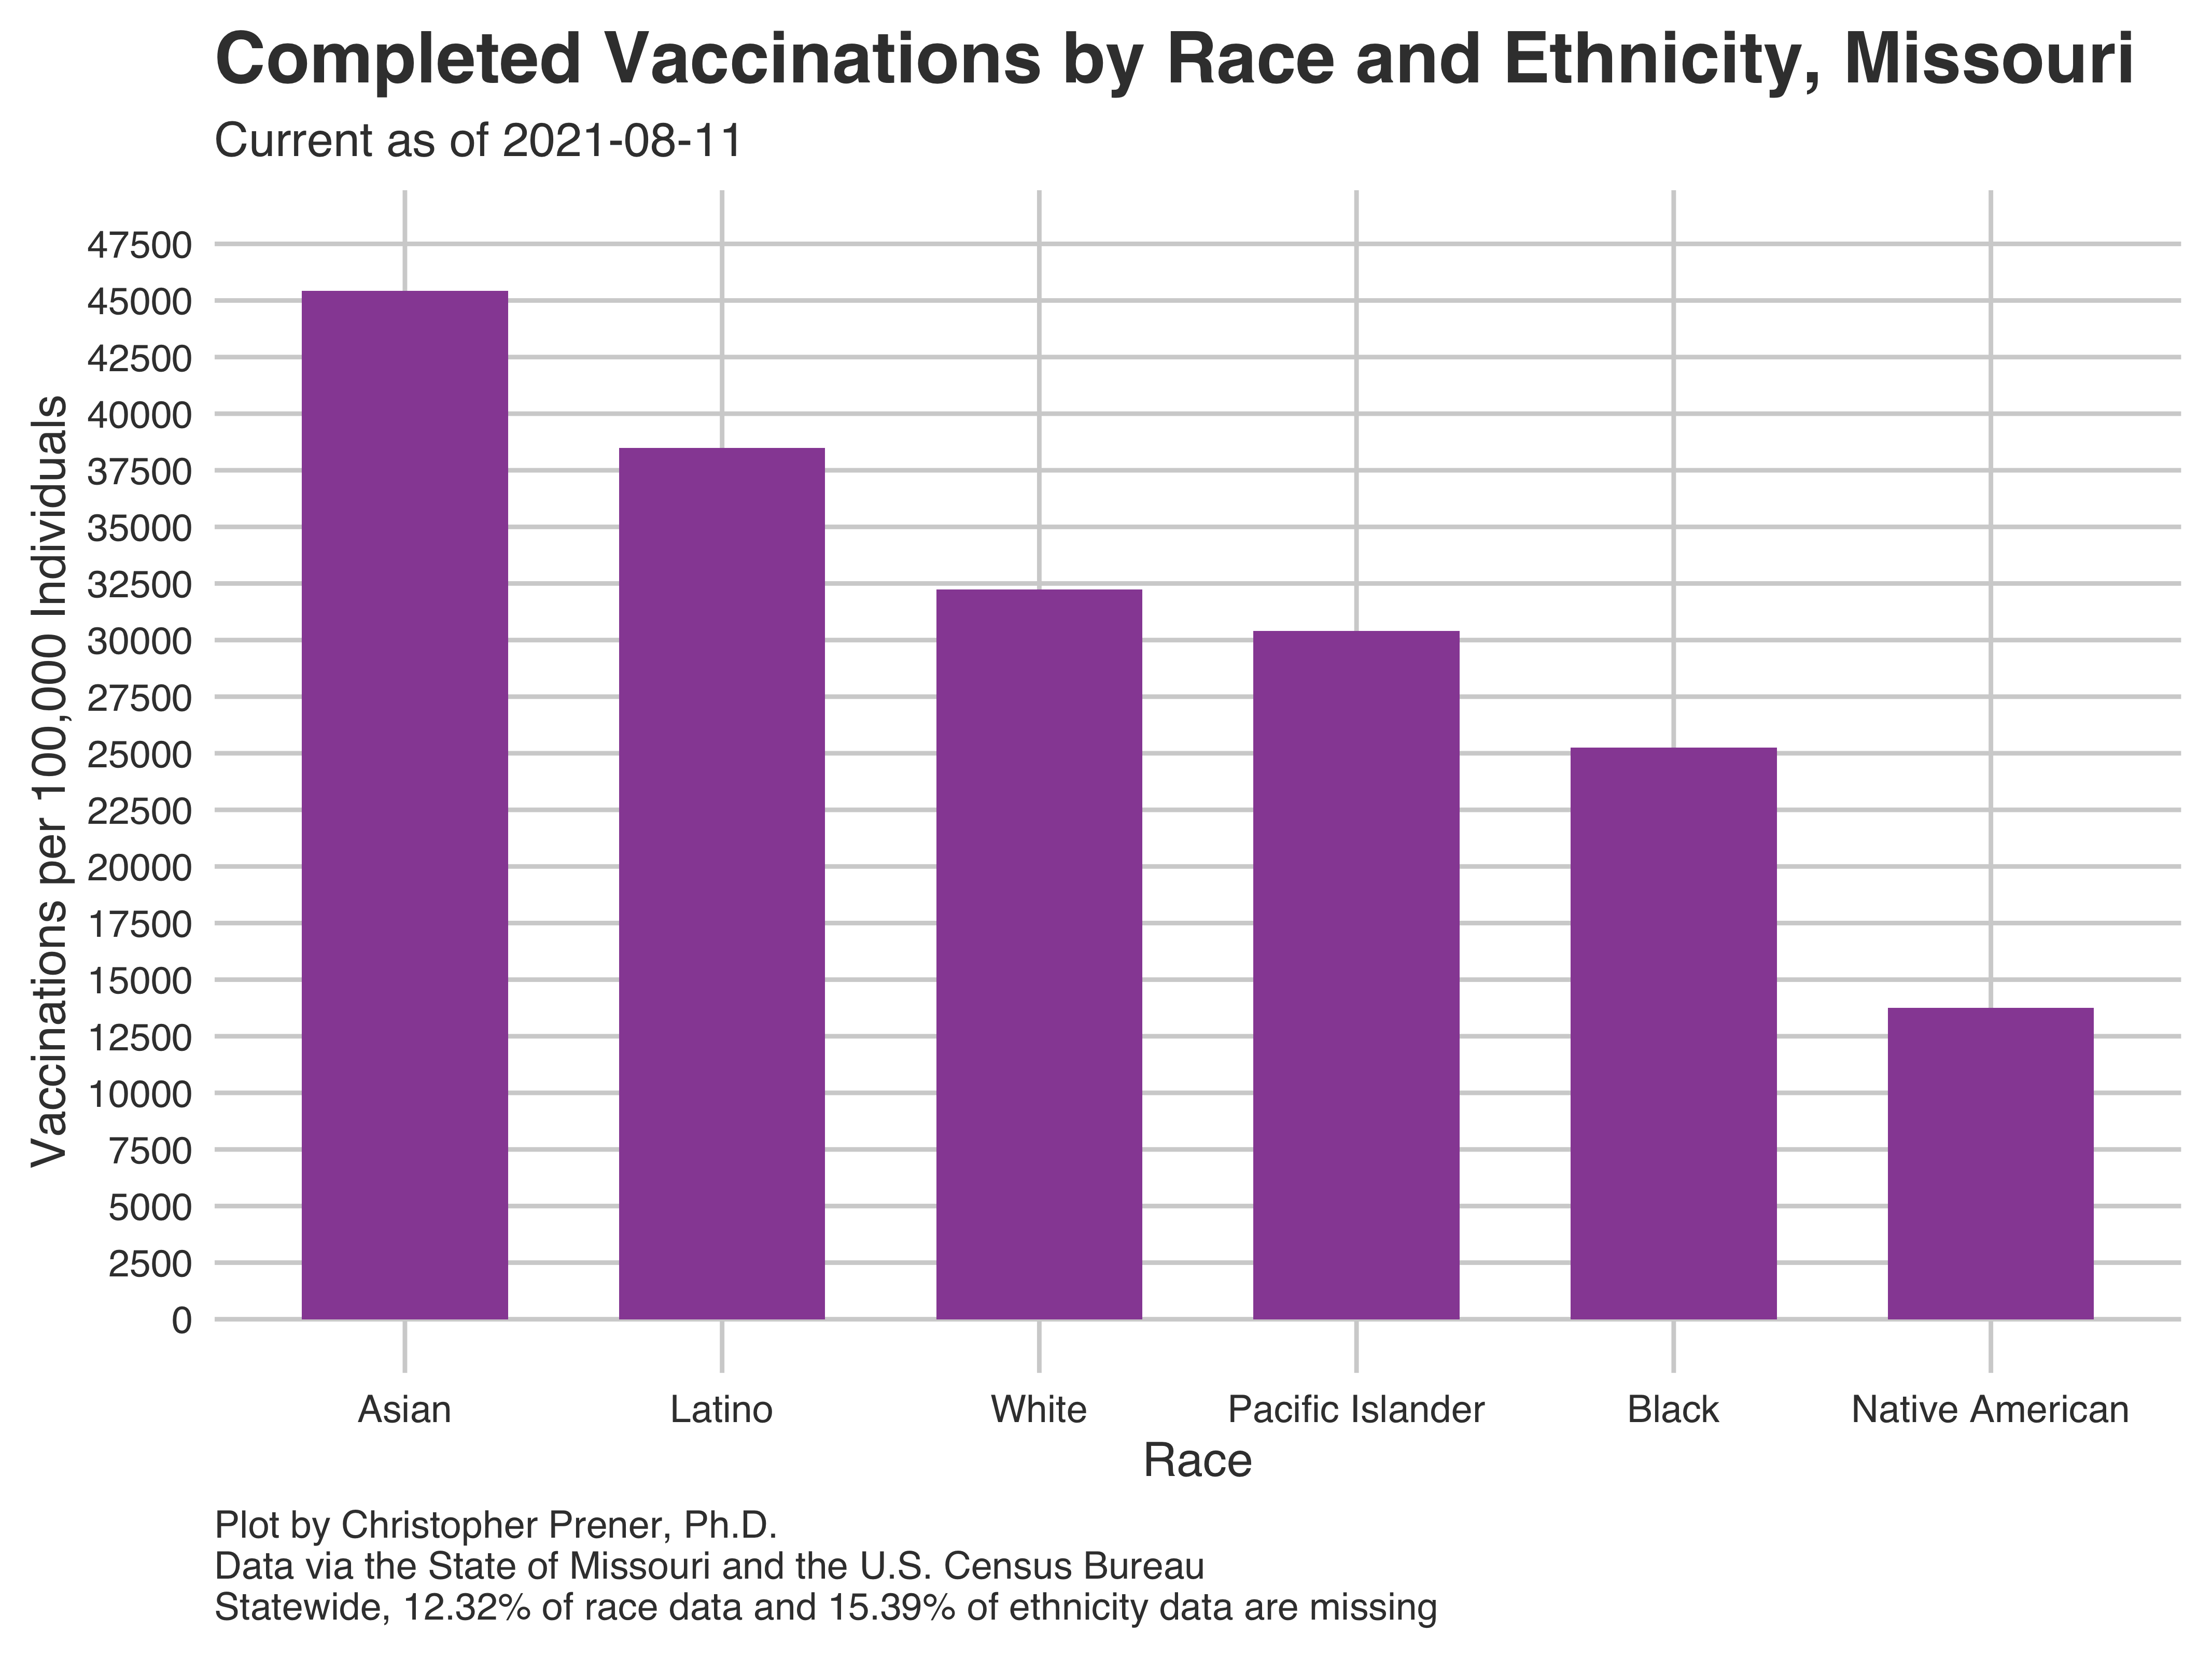 Completed Vaccinations by Race and Ethnicity, Missouri
Current as of 2021-08-11
Vaccinations per 100,000 Individuals
47500
45000
42500
40000
37500
35000
32500
30000
27500
25000
22500
20000
17500
15000
12500
10000
7500
5000
2500
0
Asian Latino White Pacific Islander Black Native American
Race
Plot by Christopher Prener, Ph.D.
Data via the State of Missouri and the U.S. Census Bureau
Statewide, 12.32% of race data and 15.39% of ethnicity data are missing